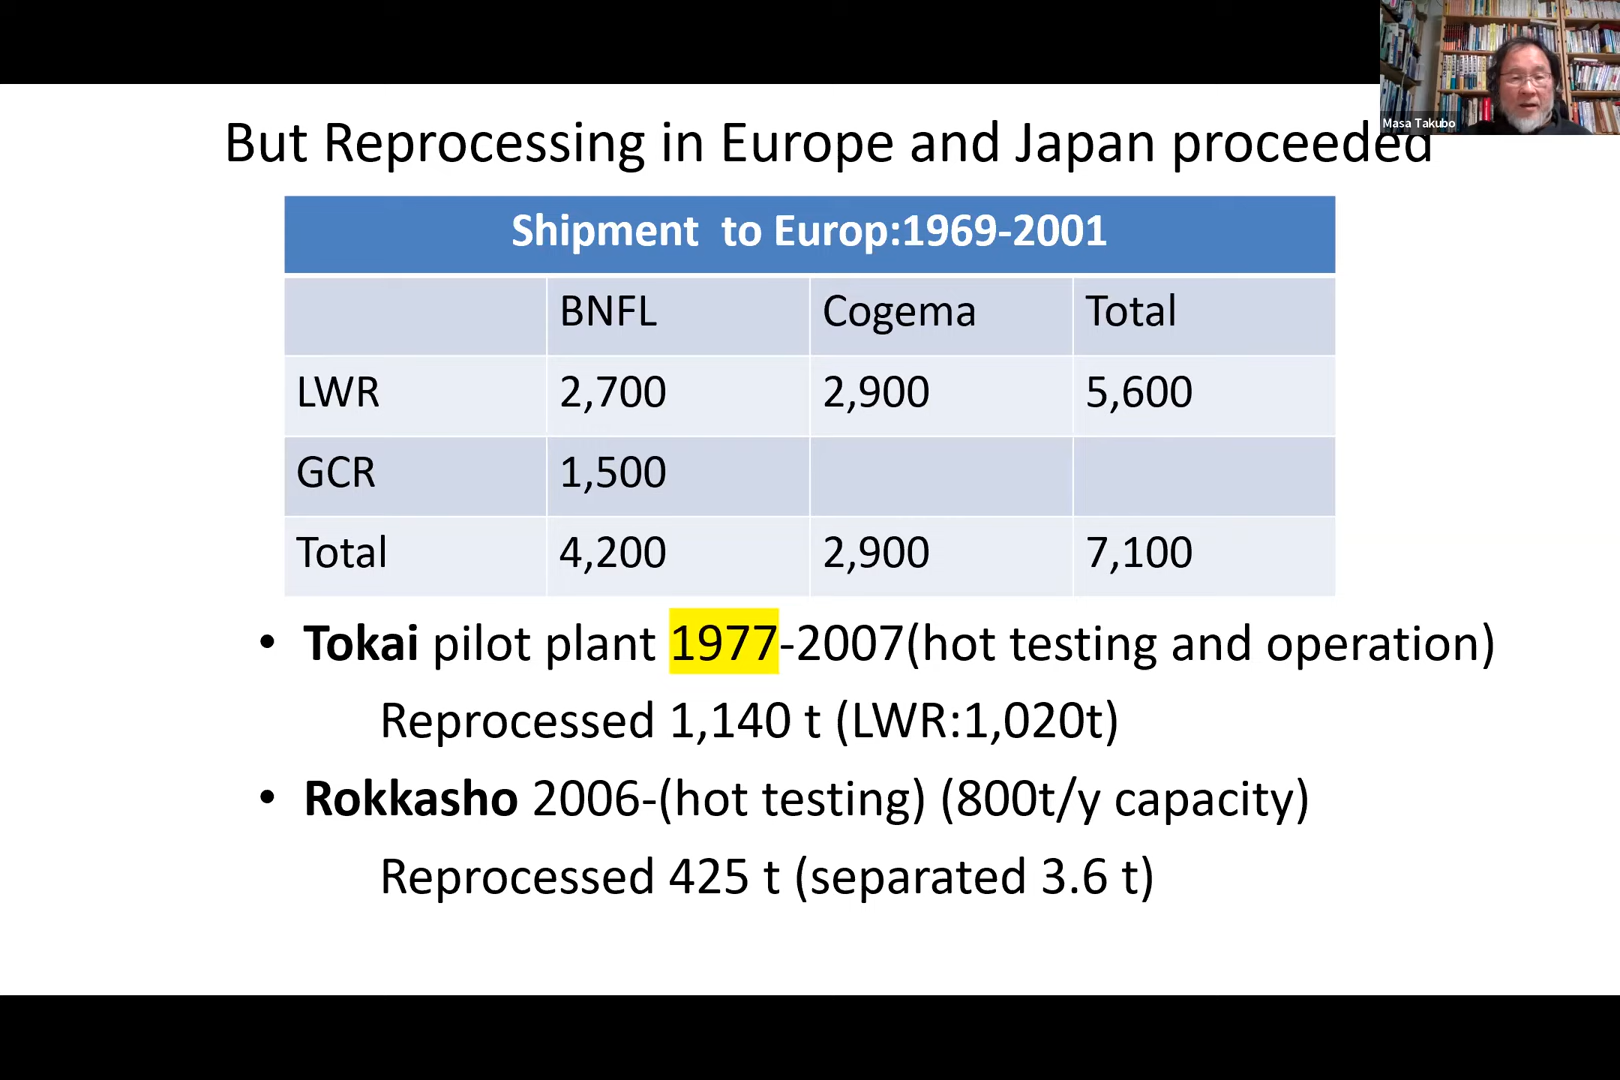 Masa Takubo
But Reprocessing in Europe and Japan proceeded
Shipment to Europ:1969-2001
BNFL Cogema Total
LWR 2,700 2,900 5,600
GCR 1,500
Total 4,200 2,900 7,100
• Tokai pilot plant 1977-2007(hot testing and operation)
Reprocessed 1,140 t (LWR:1,020t)
• Rokkasho 2006-(hot testing) (800t/y capacity)
Reprocessed 425 t (separated 3.6 t)